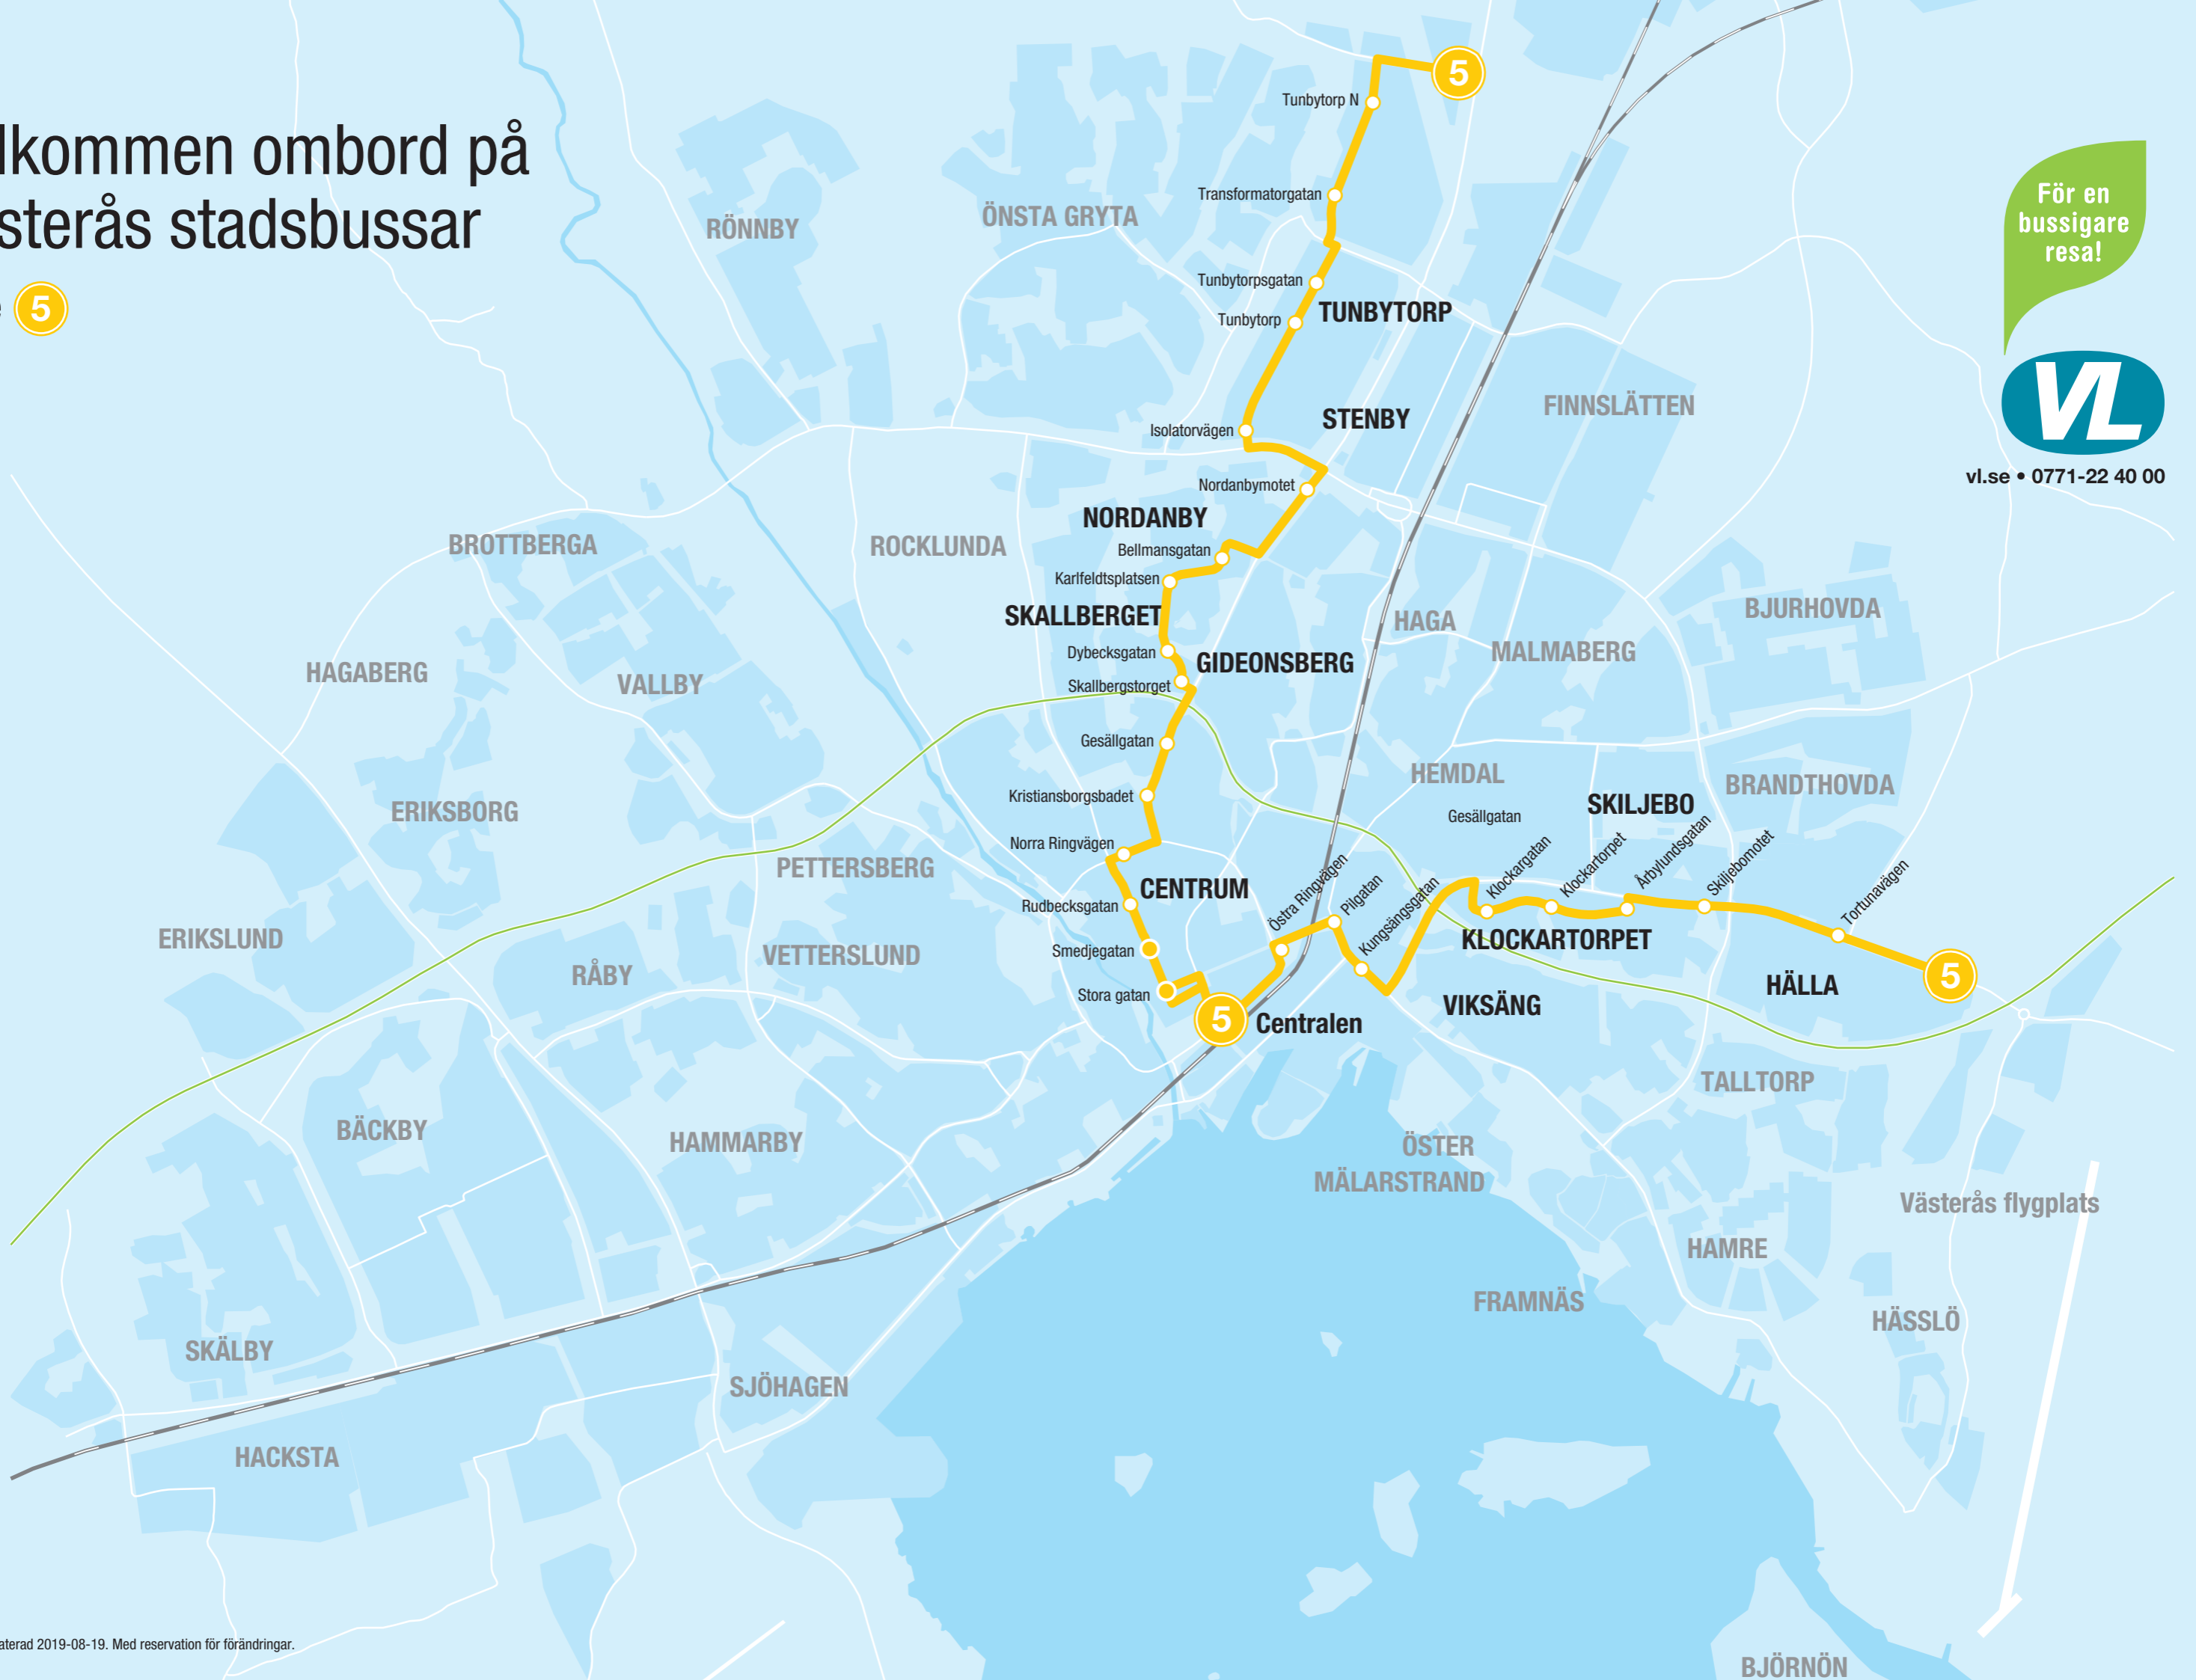 lkommen ombord på
sterås stadsbussar
5
5
Tunbytorp N
Transformatorgatan
Tunbytorpsgatan
TUNBYTORP
Tunbytorp
RÖNNBY
ÖNSTA GRYTA
För en
bussigare
resa!
VL
vl.se • 0771-22 40 00
FINNSLÄTTEN
STENBY
Isolatorvägen
Nordanbymotet
NORDANBY
BROTTBERGA
ROCKLUNDA
Bellmansgatan
Karlfeldtsplatsen
SKALLBERGET
HAGA
BJURHOVDA
MALMABERG
Dybecksgatan
GIDEONSBERG
HAGABERG
VALLBY
Skallbergstorget
Gesällgatan
HEMDAL
BRANDTHOVDA
Kristiansborgsbadet
SKILJEBO
ERIKSBORG
Gesällgatan
Norra Ringvägen
PETTERSBERG
CENTRUM
Rudbecksgatan
Östra Ringvägen
Pilgatan
Kungsängsgatan
Klockargatan
Klockartorpet
Årbylundsgatan
Skiljebomotet
Tortunavägen
ERIKSLUND
VETTERSLUND
Smedjegatan
KLOCKARTORPET
RÅBY
Stora gatan
HÄLLA
5
VIKSÄNG
5
Centralen
TALLTORP
BÄCKBY
HAMMARBY
ÖSTER
MÄLARSTRAND
Västerås flygplats
HAMRE
FRAMNÄS
HÄSSLÖ
SKÄLBY
SJÖHAGEN
HACKSTA
aterad 2019-08-19. Med reservation för förändringar.
BJÖRNÖN